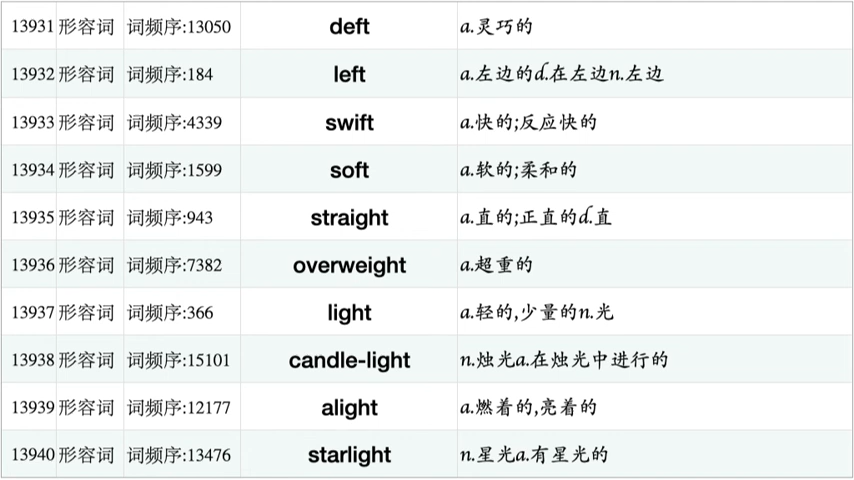 13931 形容词 词频序:13050 deft a.灵巧的
13932 形容词 词频序:184 left a.左边的d.在左边n.左边
13933 形容词 词频序:4339 swift a.快的;反应快的
13934 形容词 词频序:1599 soft a.软的;柔和的
13935 形容词 词频序:943 straight a.直的;正直的d.直
13936 形容词 词频序:7382 overweight a.超重的
13937 形容词 词频序:366 light a.轻的,少量的n.光
13938 形容词 词频序:15101 candle-light n.烛光a.在烛光中进行的
13939 形容词 词频序:12177 alight a.燃着的,亮着的
13940 形容词 词频序:13476 starlight n.星光a.有星光的